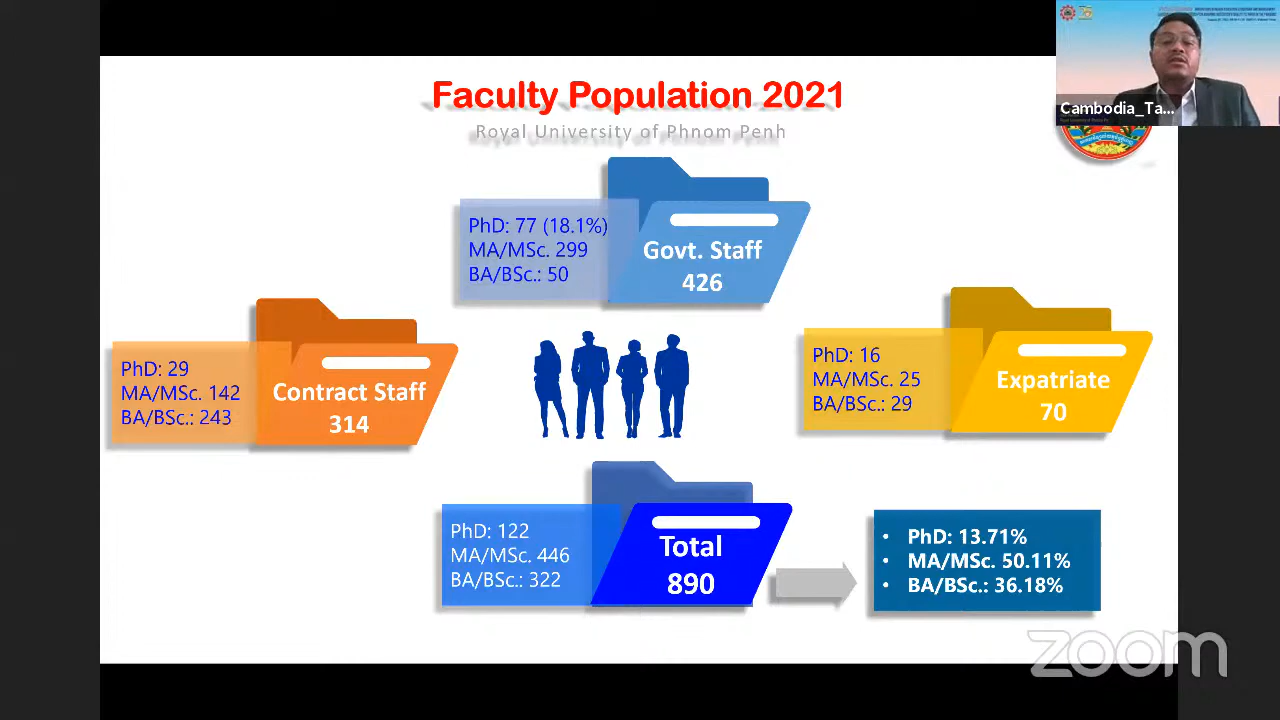 Faculty Population 2021
Royal University of Phnom Penh
PhD: 77 (18.1%)
MA/MSc. 299
BA/BSc.: 50
Govt. Staff
426
PhD: 29
MA/MSc. 142
BA/BSc.: 243
Contract Staff
314
PhD: 16
MA/MSc. 25
BA/BSc.: 29
Expatriate
70
PhD: 122
MA/MSc. 446
BA/BSc.: 322
Total
890
• PhD: 13.71%
• MA/MSc. 50.11%
• BA/BSc.: 36.18%
Cambodia_Ta...
zoom